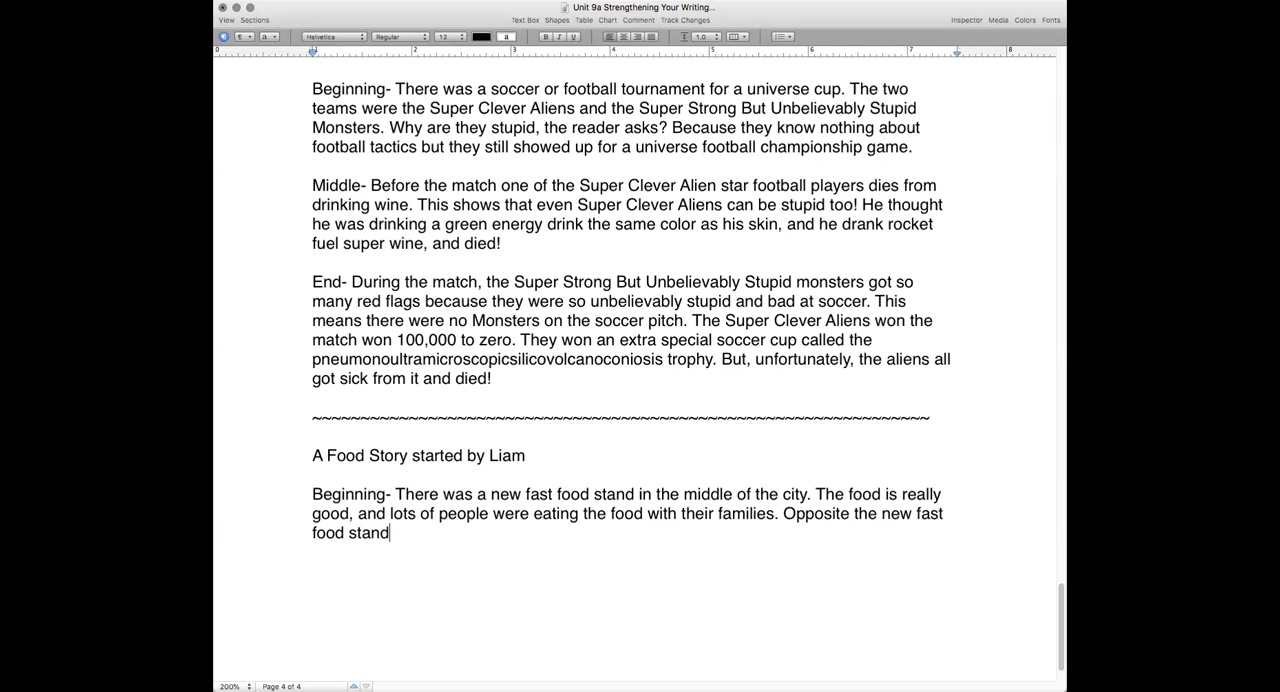 Unit 9a Strengthening Your Writing...
View Sections Text Box Shapes Table Chart Comment Track Changes Inspector Media Colors Fonts
¶ a Helvetica Regular 12 a B I U 1.0
0 1 2 3 4 5 6 7 8
Beginning- There was a soccer or football tournament for a universe cup. The two
teams were the Super Clever Aliens and the Super Strong But Unbelievably Stupid
Monsters. Why are they stupid, the reader asks? Because they know nothing about
football tactics but they still showed up for a universe football championship game.
Middle- Before the match one of the Super Clever Alien star football players dies from
drinking wine. This shows that even Super Clever Aliens can be stupid too! He thought
he was drinking a green energy drink the same color as his skin, and he drank rocket
fuel super wine, and died!
End- During the match, the Super Strong But Unbelievably Stupid monsters got so
many red flags because they were so unbelievably stupid and bad at soccer. This
means there were no Monsters on the soccer pitch. The Super Clever Aliens won the
match won 100,000 to zero. They won an extra special soccer cup called the
pneumonoultramicroscopicsilicovolcanoconiosis trophy. But, unfortunately, the aliens all
got sick from it and died!
~~~~~~~~~~~~~~~~~~~~~~~~~~~~~~~~~~~~~~~~~~~~~~~~~~~~~~~~~~~~~~~~~
A Food Story started by Liam
Beginning- There was a new fast food stand in the middle of the city. The food is really
good, and lots of people were eating the food with their families. Opposite the new fast
food stand
200% Page 4 of 4